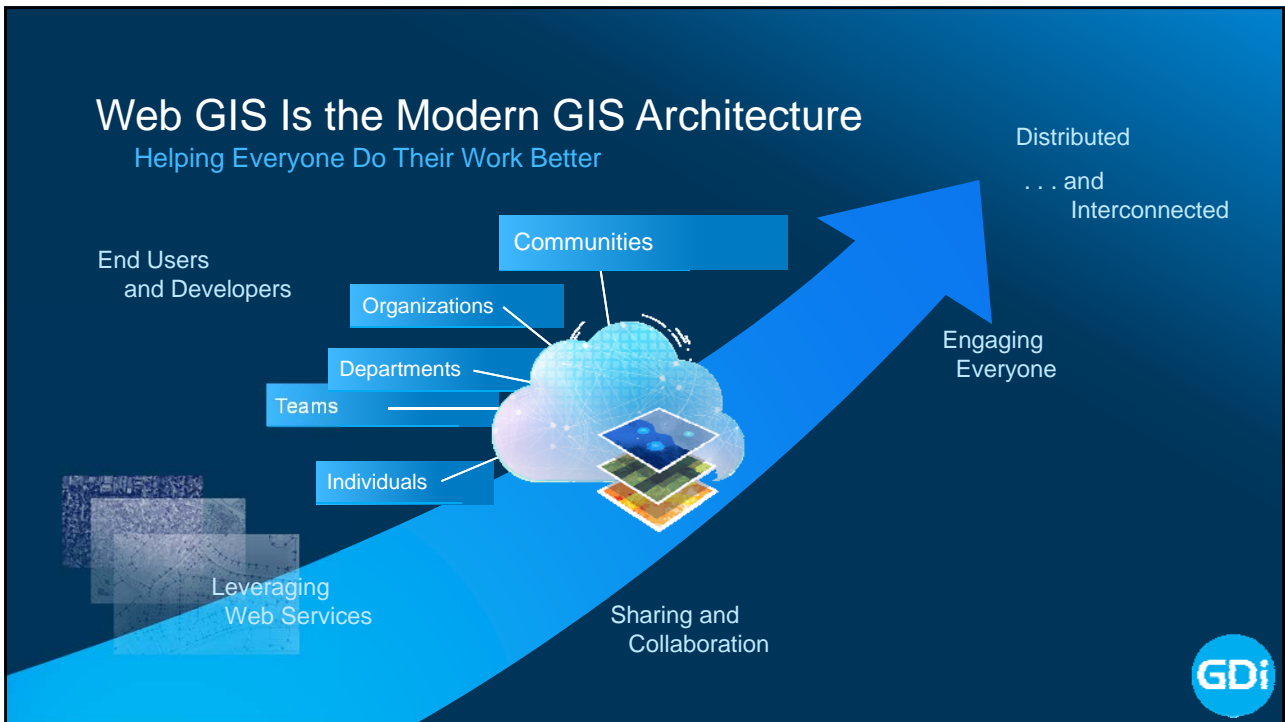 Web GIS Is the Modern GIS Architecture
Helping Everyone Do Their Work Better
Distributed
. . . and
Interconnected
End Users
and Developers
Communities
Organizations
Departments
Teams
Individuals
Engaging
Everyone
Leveraging
Web Services
Sharing and
Collaboration
GDi